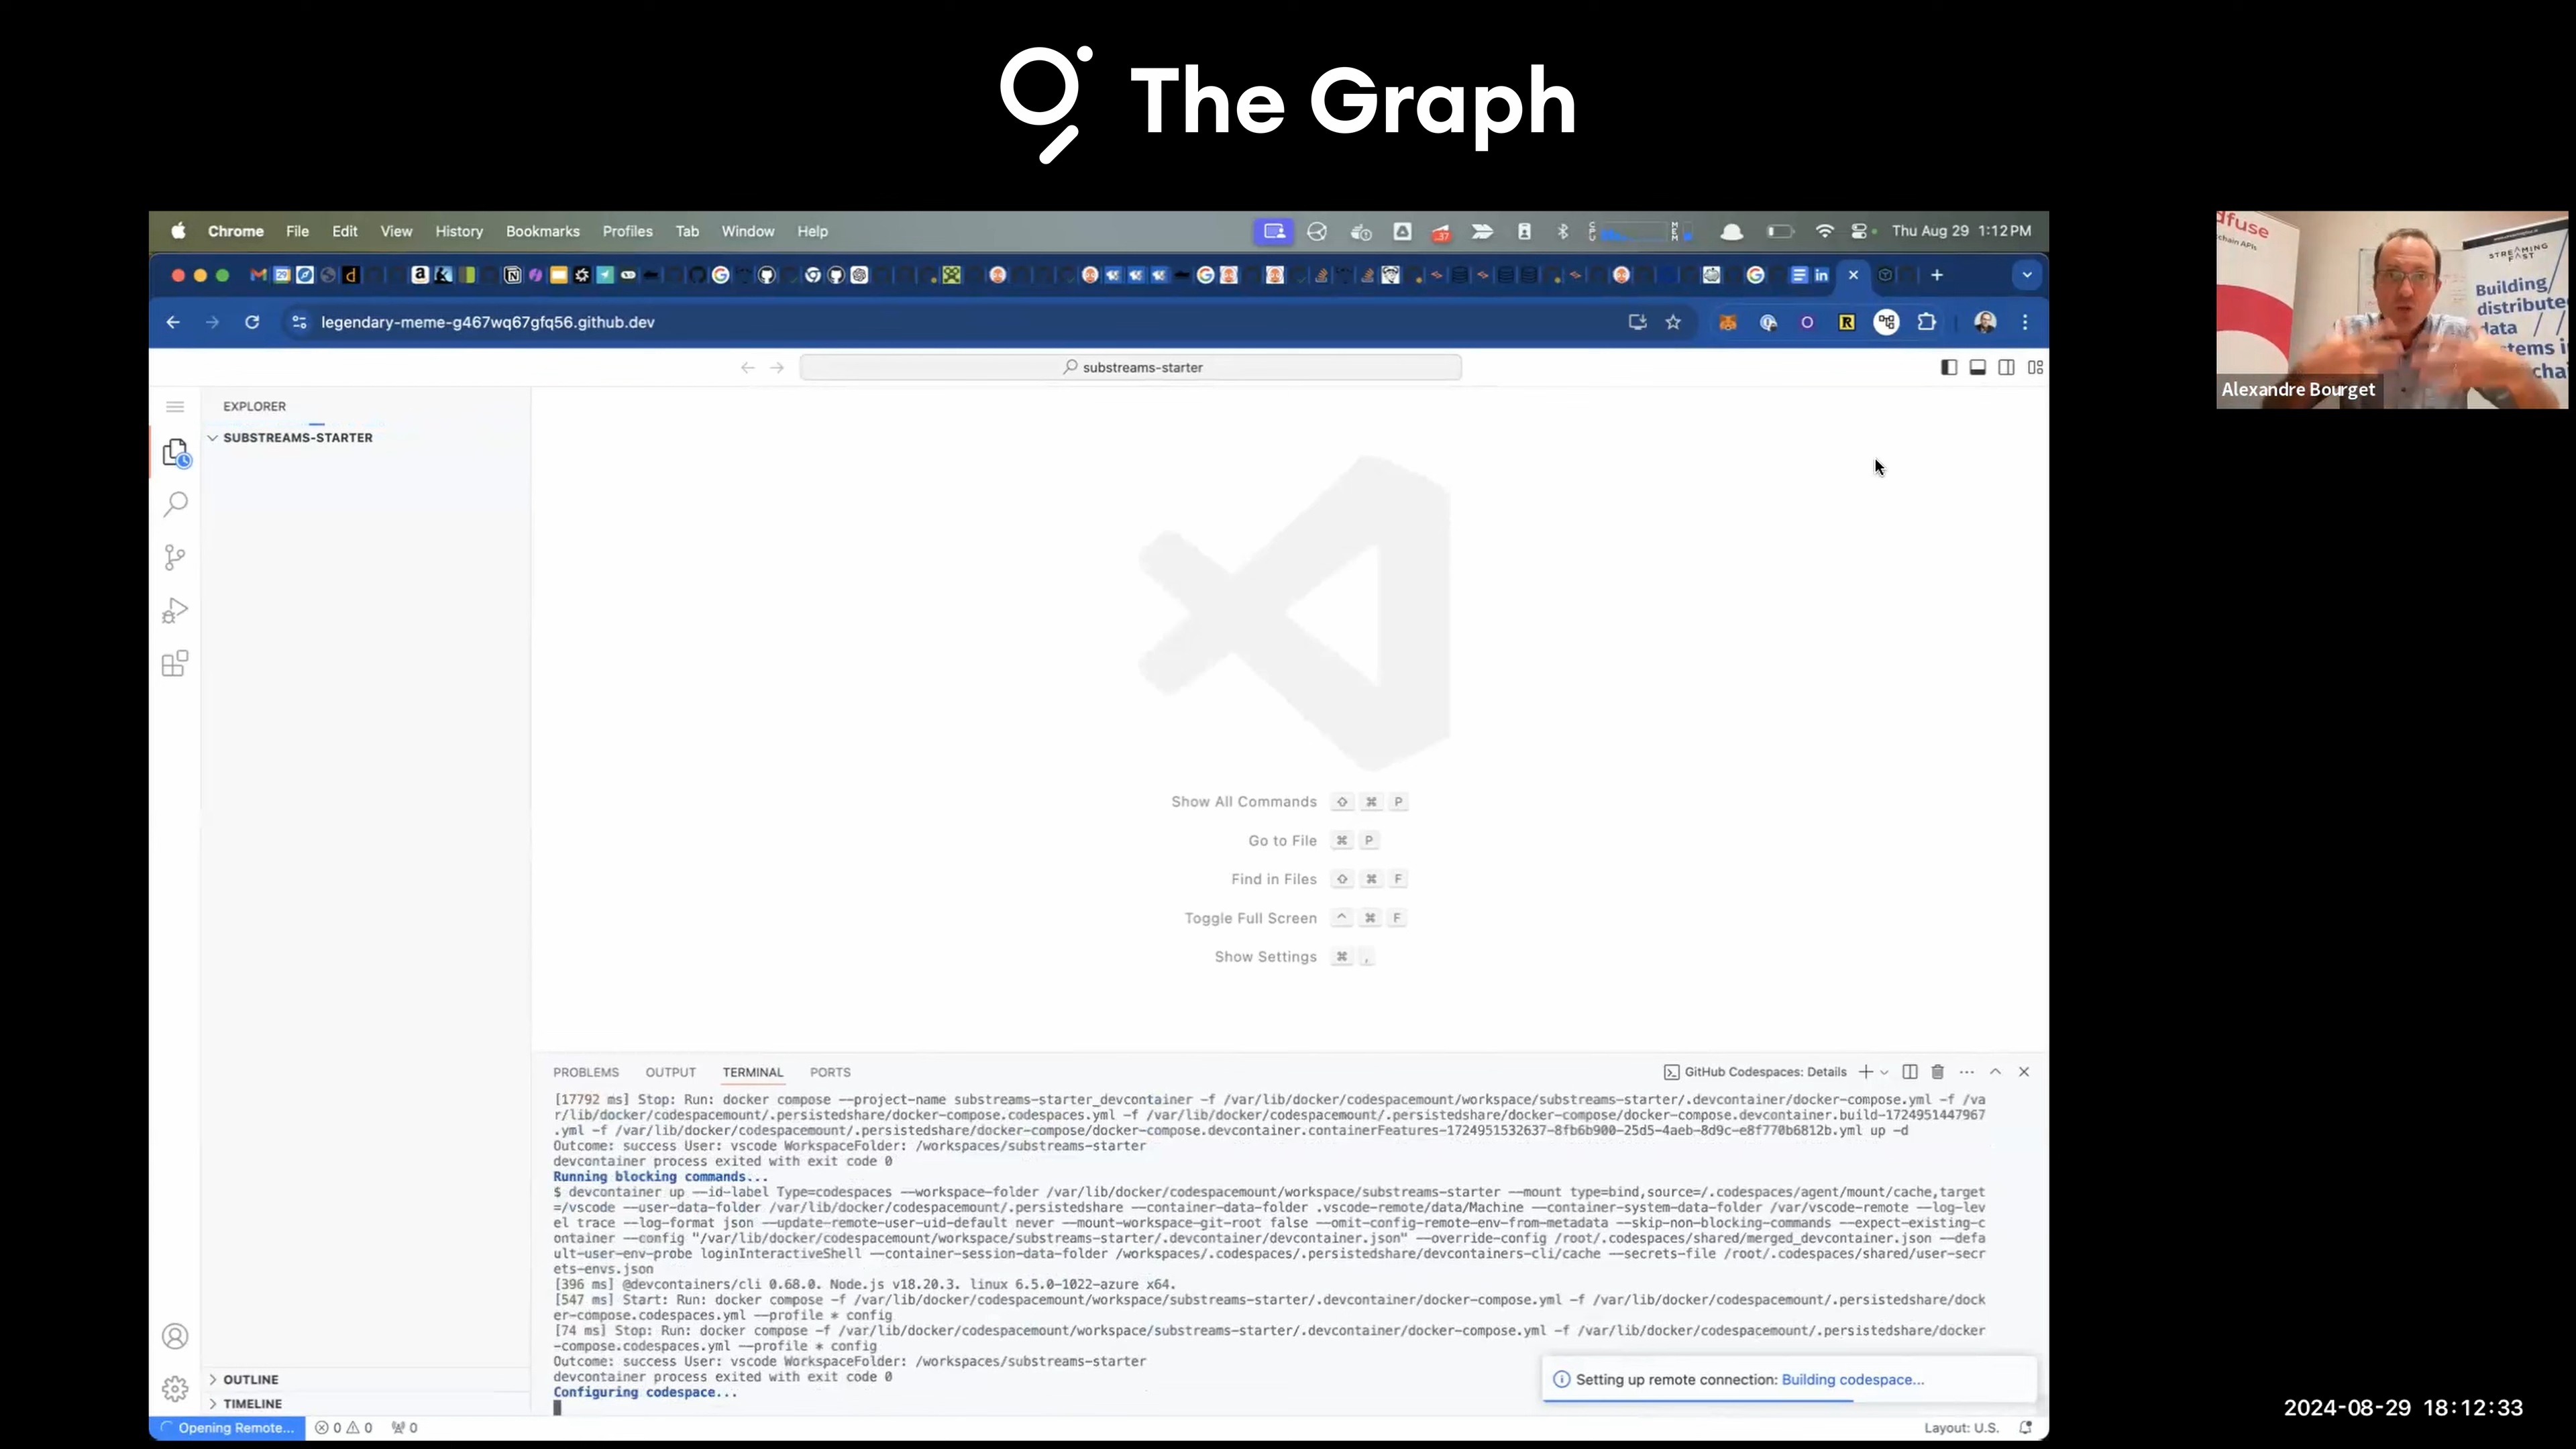 The Graph
Chrome File Edit View History Bookmarks Profiles Tab Window Help
Thu Aug 29 1:12 PM
legendary-meme-g467wq67gfq56.github.dev
substreams-starter
EXPLORER
SUBSTREAMS-STARTER
Show All Commands ⇧ ⌘ P
Go to File ⌘ P
Find in Files ⇧ ⌘ F
Toggle Full Screen ^ ⌘ F
Show Settings ⌘ ,
PROBLEMS OUTPUT TERMINAL PORTS
GitHub Codespaces: Details
[17792 ms] Stop: Run: docker compose --project-name substreams-starter_devcontainer -f /var/lib/docker/codespacemount/workspace/substreams-starter/.devcontainer/docker-compose.yml -f /va
r/lib/docker/codespacemount/.persistedshare/docker-compose.codespaces.yml -f /var/lib/docker/codespacemount/.persistedshare/docker-compose/docker-compose.devcontainer.build-1724951447967
.yml -f /var/lib/docker/codespacemount/.persistedshare/docker-compose/docker-compose.devcontainer.containerFeatures-1724951532637-8fb6b900-25d5-4aeb-8d9c-e8f770b6812b.yml up -d
Outcome: success User: vscode WorkspaceFolder: /workspaces/substreams-starter
devcontainer process exited with exit code 0
Running blocking commands...
$ devcontainer up --id-label Type=codespaces --workspace-folder /var/lib/docker/codespacemount/workspace/substreams-starter --mount type=bind,source=/.codespaces/agent/mount/cache,target
=/vscode --user-data-folder /var/lib/docker/codespacemount/.persistedshare --container-data-folder .vscode-remote/data/Machine --container-system-data-folder /var/vscode-remote --log-lev
el trace --log-format json --update-remote-user-uid-default never --mount-workspace-git-root false --omit-config-remote-env-from-metadata --skip-non-blocking-commands --expect-existing-c
ontainer --config "/var/lib/docker/codespacemount/workspace/substreams-starter/.devcontainer/devcontainer.json" --override-config /root/.codespaces/shared/merged_devcontainer.json --defa
ult-user-env-probe loginInteractiveShell --container-session-data-folder /workspaces/.codespaces/.persistedshare/devcontainers-cli/cache --secrets-file /root/.codespaces/shared/user-secr
ets-envs.json
[396 ms] @devcontainers/cli 0.68.0. Node.js v18.20.3. linux 6.5.0-1022-azure x64.
[547 ms] Start: Run: docker compose -f /var/lib/docker/codespacemount/workspace/substreams-starter/.devcontainer/docker-compose.yml -f /var/lib/docker/codespacemount/.persistedshare/dock
er-compose.codespaces.yml --profile * config
[74 ms] Stop: Run: docker compose -f /var/lib/docker/codespacemount/workspace/substreams-starter/.devcontainer/docker-compose.yml -f /var/lib/docker/codespacemount/.persistedshare/docker
-compose.codespaces.yml --profile * config
Outcome: success User: vscode WorkspaceFolder: /workspaces/substreams-starter
devcontainer process exited with exit code 0
Configuring codespace...
Setting up remote connection: Building codespace...
OUTLINE
TIMELINE
Opening Remote... 0 0 0
Layout: U.S.
dfuse
chain APIs
STREAMING
FAST
Building
distribute
data
Alexandre Bourget
2024-08-29 18:12:33